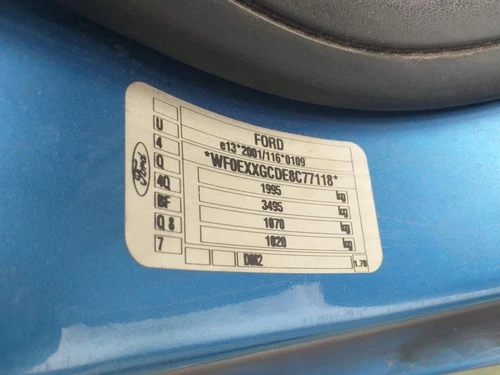 FORD
e13*2001/116*0109
*WF0EXXGCDE8C77118*
1995 kg
3495 kg
1070 kg
1020 kg
DM2
U
4
Q
4Q
BF
Q 8
7
Ford